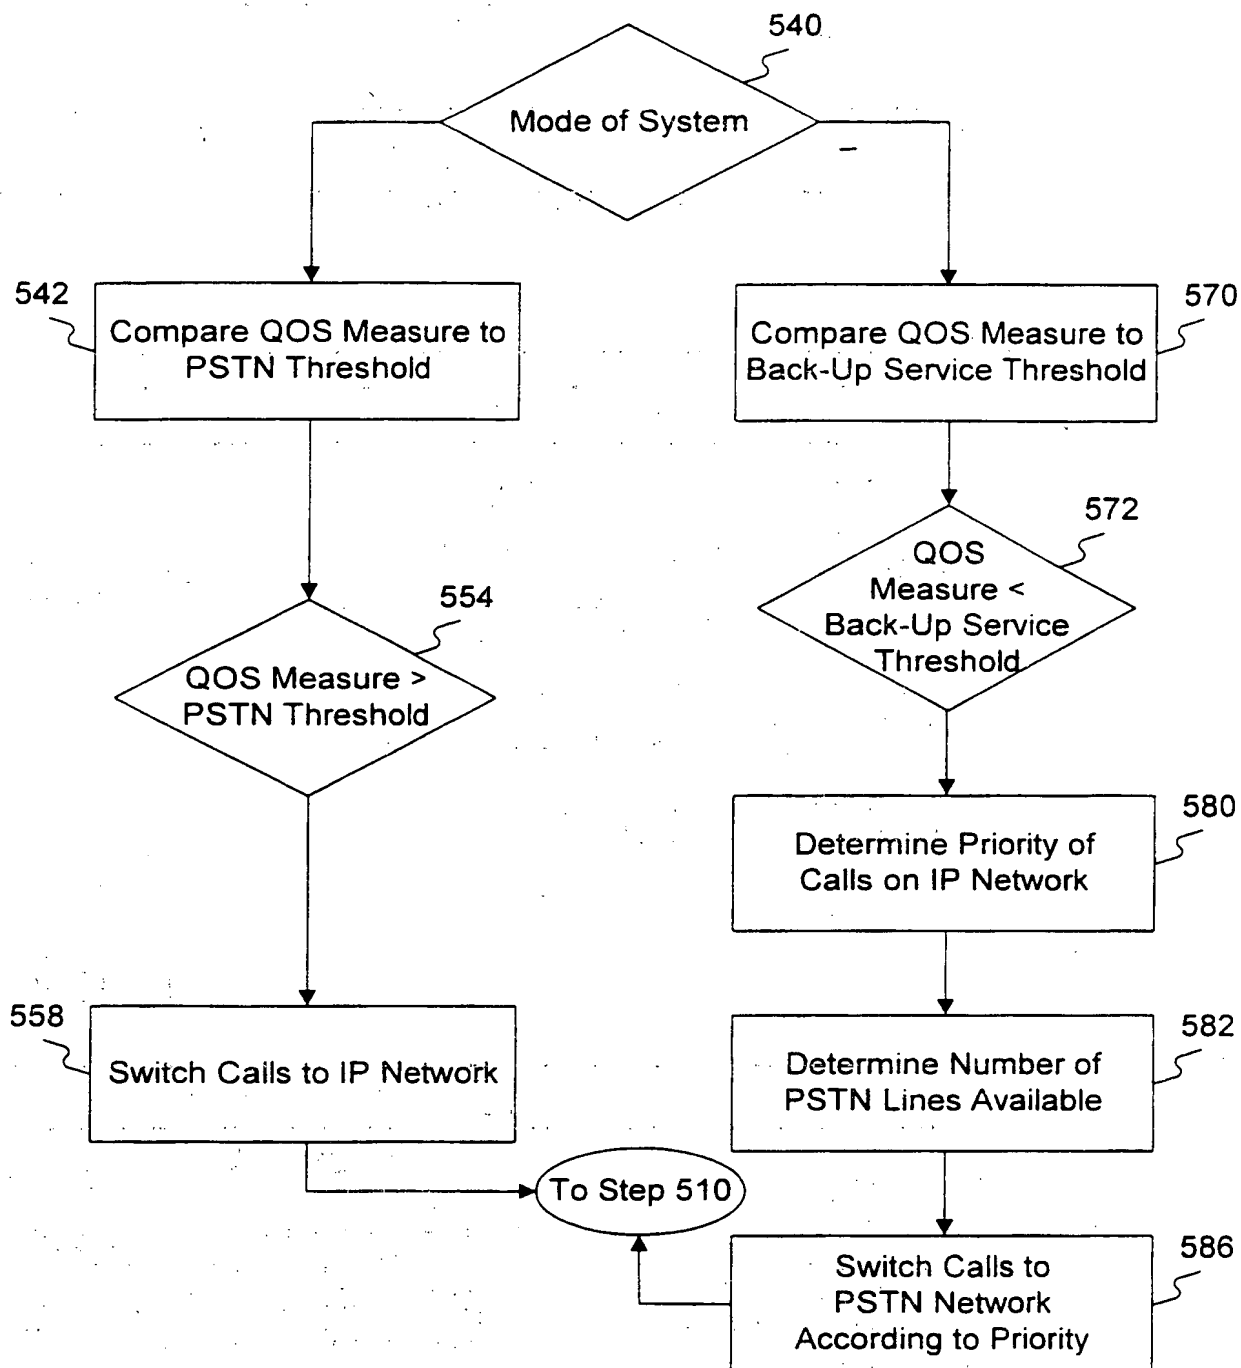 540
Mode of System
542
Compare QOS Measure to
PSTN Threshold
570
Compare QOS Measure to
Back-Up Service Threshold
554
QOS Measure >
PSTN Threshold
572
QOS
Measure <
Back-Up Service
Threshold
580
Determine Priority of
Calls on IP Network
558
Switch Calls to IP Network
582
Determine Number of
PSTN Lines Available
To Step 510
586
Switch Calls to
PSTN Network
According to Priority